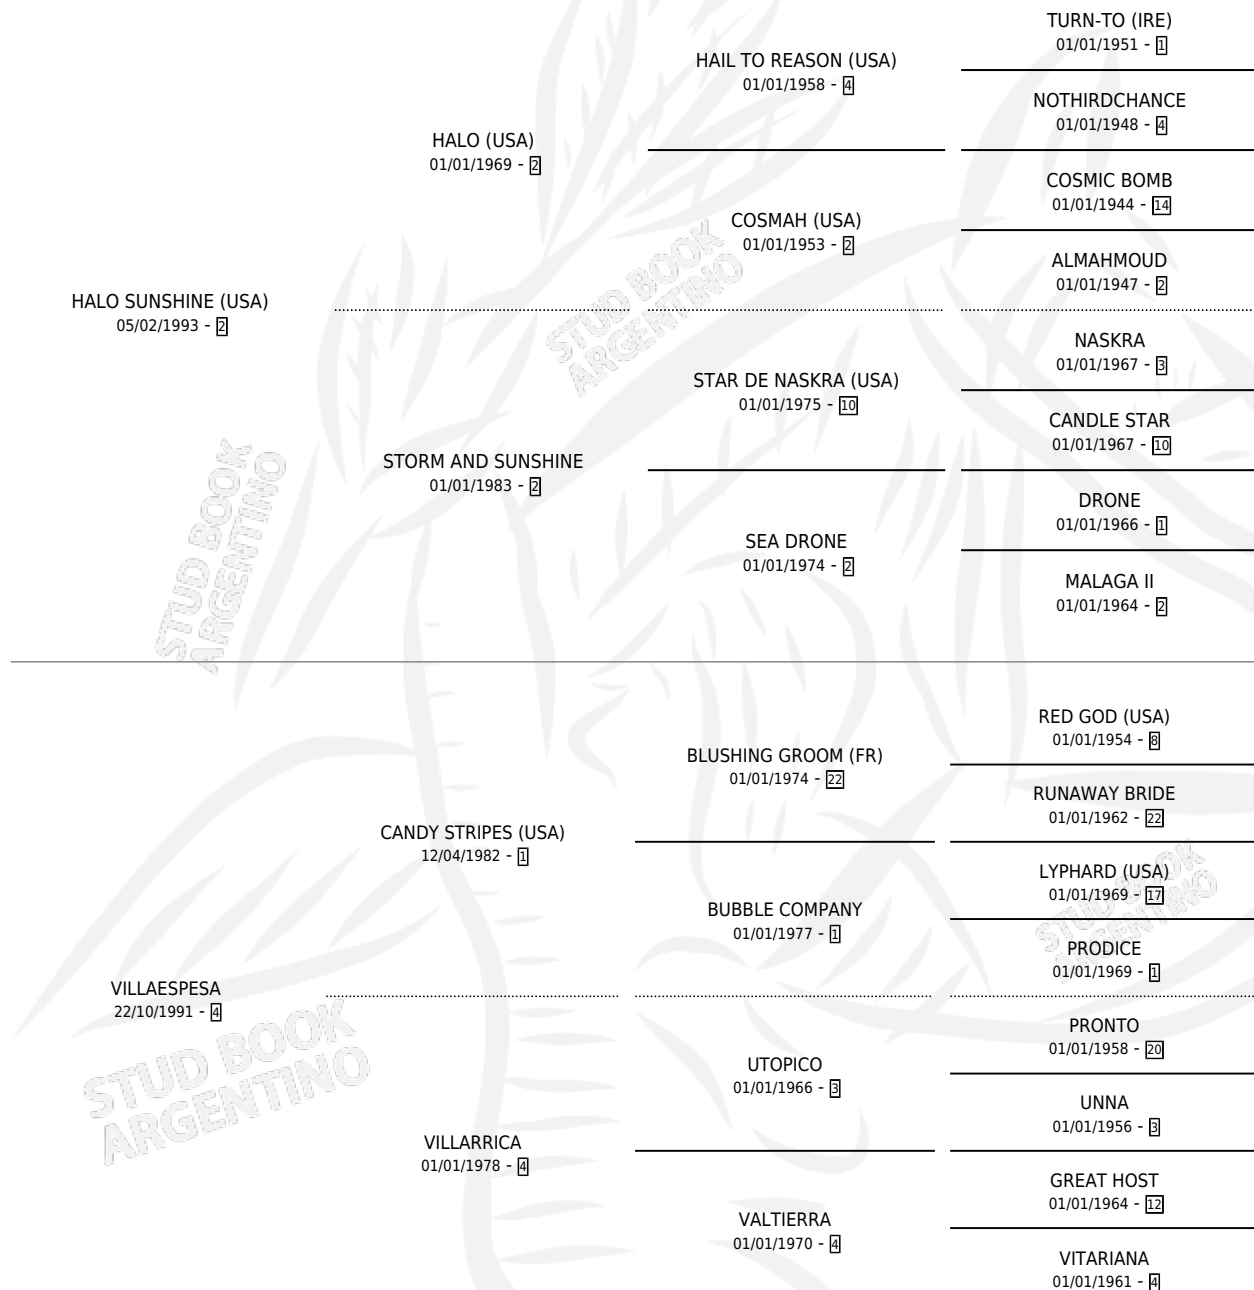 TURN-TO (IRE)
01/01/1951 - 1
HAIL TO REASON (USA)
01/01/1958 - 4
NOTHIRDCHANCE
01/01/1948 - 4
HALO (USA)
01/01/1969 - 2
COSMIC BOMB
01/01/1944 - 14
COSMAH (USA)
01/01/1953 - 2
ALMAHMOUD
01/01/1947 - 2
HALO SUNSHINE (USA)
05/02/1993 - 2
NASKRA
01/01/1967 - 3
STAR DE NASKRA (USA)
01/01/1975 - 10
CANDLE STAR
01/01/1967 - 10
STORM AND SUNSHINE
01/01/1983 - 2
DRONE
01/01/1966 - 1
SEA DRONE
01/01/1974 - 2
MALAGA II
01/01/1964 - 2
RED GOD (USA)
01/01/1954 - 8
BLUSHING GROOM (FR)
01/01/1974 - 22
RUNAWAY BRIDE
01/01/1962 - 22
CANDY STRIPES (USA)
12/04/1982 - 1
LYPHARD (USA)
01/01/1969 - 17
BUBBLE COMPANY
01/01/1977 - 1
PRODICE
01/01/1969 - 1
VILLAESPESA
22/10/1991 - 4
PRONTO
01/01/1958 - 20
UTOPICO
01/01/1966 - 3
UNNA
01/01/1956 - 3
VILLARRICA
01/01/1978 - 4
GREAT HOST
01/01/1964 - 12
VALTIERRA
01/01/1970 - 4
VITARIANA
01/01/1961 - 4
STUD BOOK
ARGENTINO
STUD BOOK
ARGENTINO
STUD BOOK
ARGENTINO
STUD BOOK
ARGENTINO